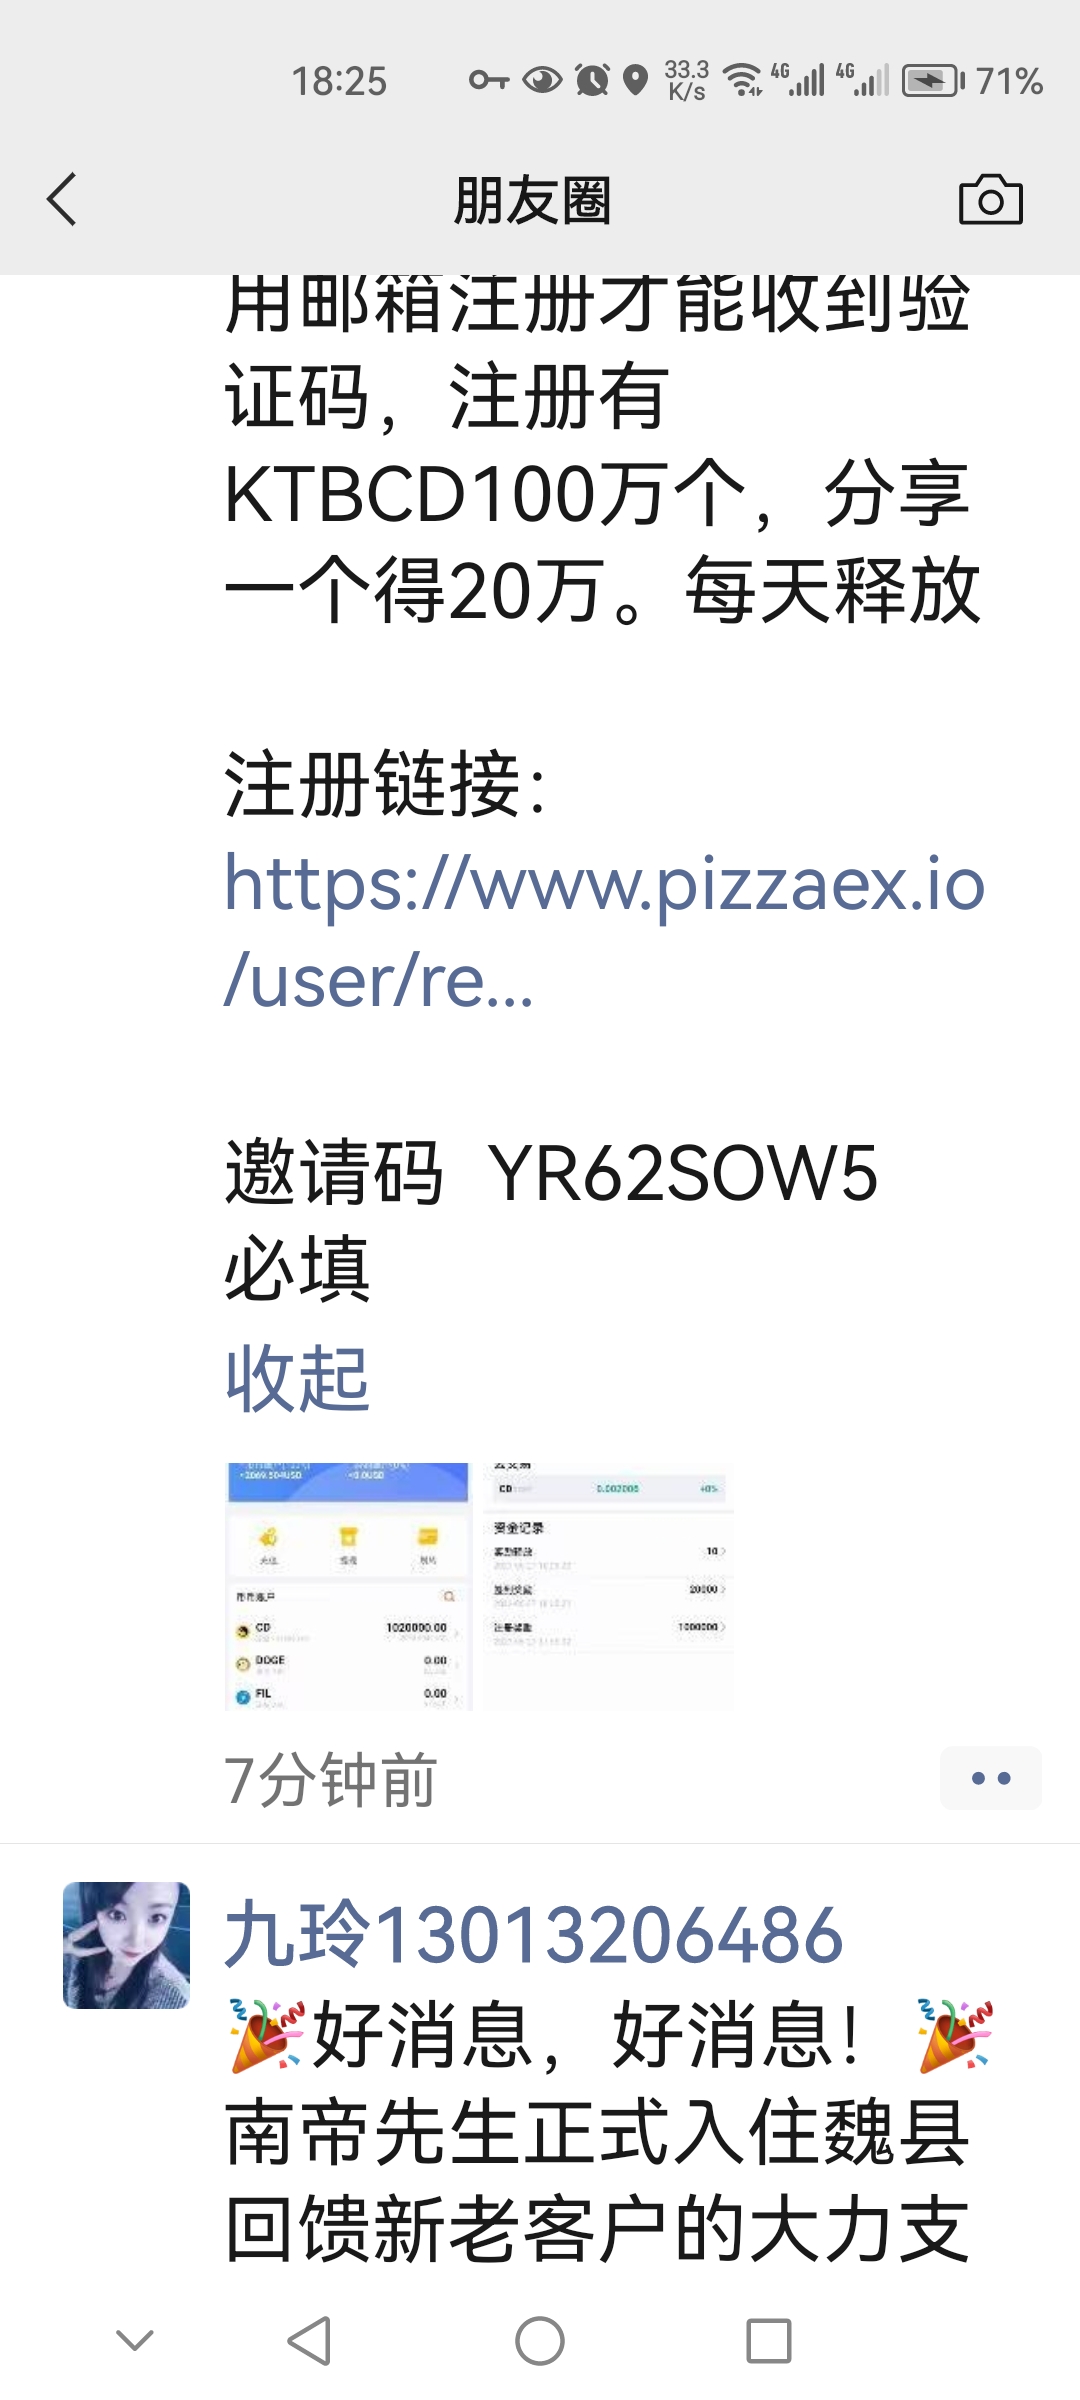 18:25
33.3
K/s
4G
4G
71%
朋友圈
用邮箱注册才能收到验
证码，注册有
KTBCD100万个，分享
一个得20万。每天释放
注册链接：
https://www.pizzaex.io
/user/re...
邀请码 YR62SOW5
必填
收起
CD
资金记录
10
20000
1000000
CD
1020000.00
DOGE
0.00
FIL
0.00
7分钟前
九玲13013206486
🎉好消息，好消息！🎉
南帝先生正式入住魏县
回馈新老客户的大力支